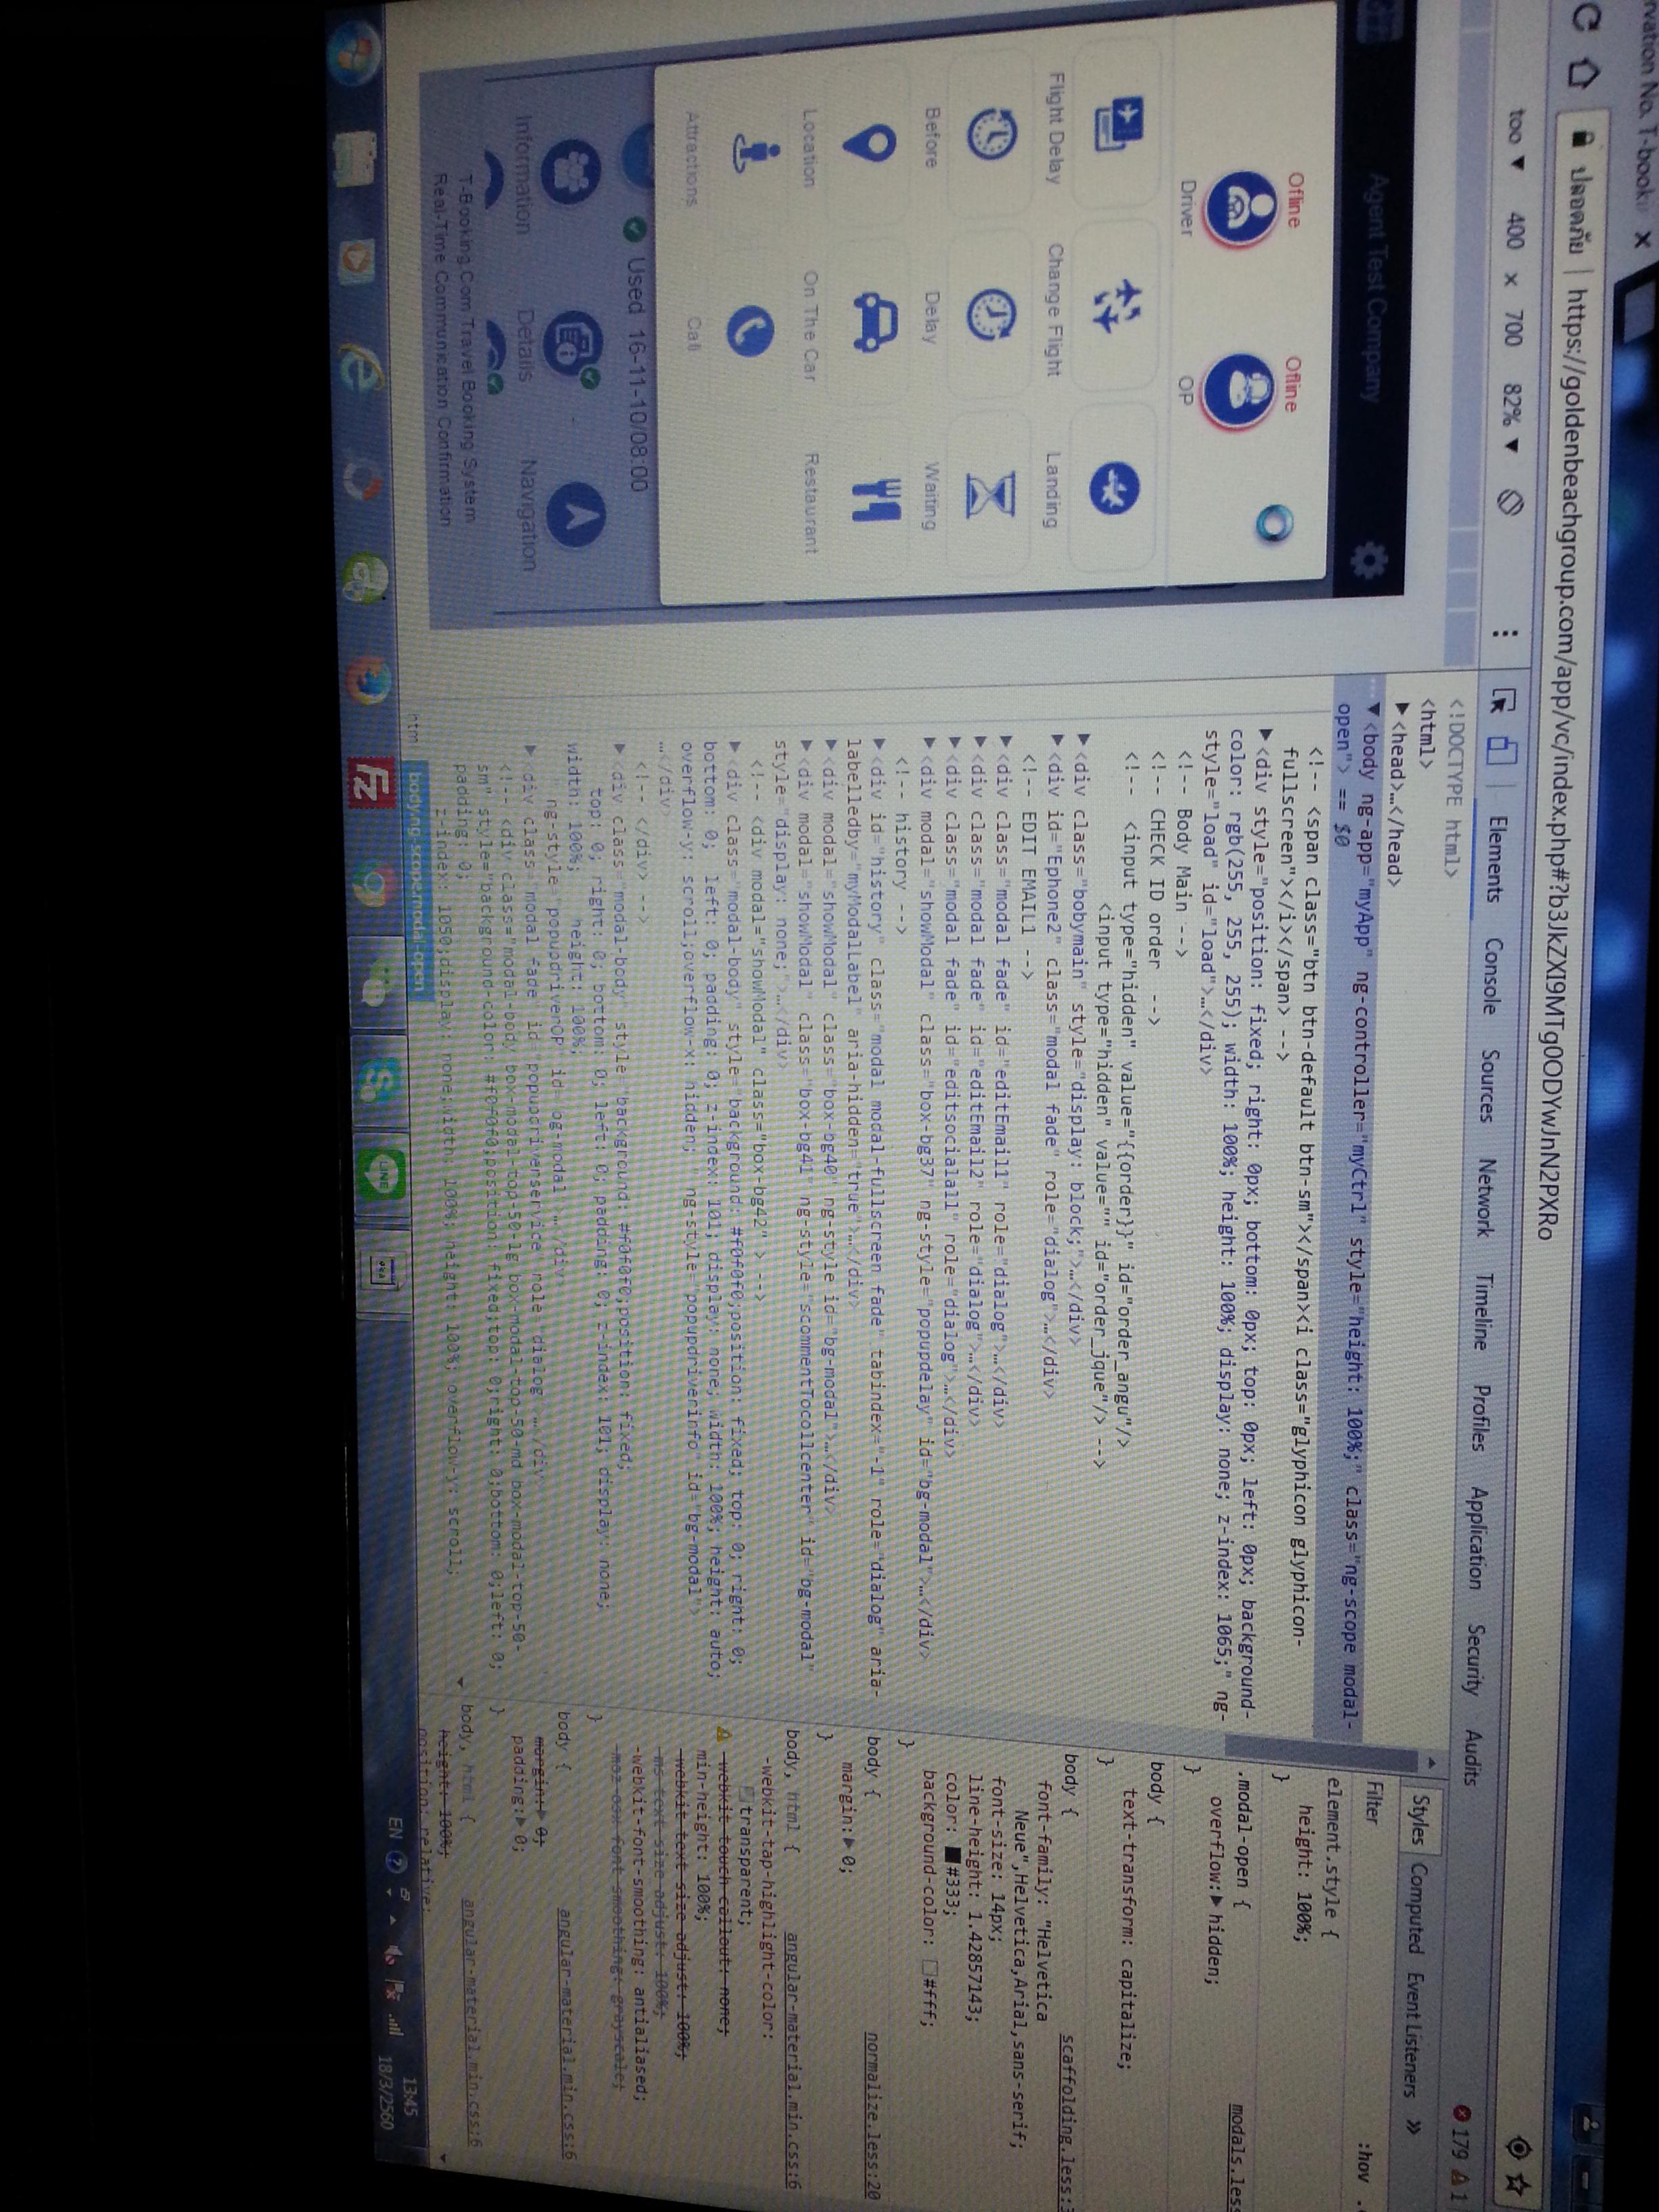 rvation No. T-booki ×
ปลอดภัย | https://goldenbeachgroup.com/app/vc/index.php#?b3JkZXI9MTg0ODYwJnN2PXRo
too ▼ 400 × 700 82% ▼
Elements Console Sources Network Timeline Profiles Application Security Audits
179 1
Agent Test Company
Ofline Ofline
Driver OP
Flight Delay Change Flight Landing
Before Delay Waiting
Location On The Car Restaurant
Attractions Call
Used 16-11-10/08:00
Information Details Navigation
T-Booking.Com Travel Booking System
Real-Time Communication Confirmation
<!DOCTYPE html>
<html>
▶<head>…</head>
▼<body ng-app="myApp" ng-controller="myCtrl" style="height: 100%;" class="ng-scope modal-
open"> == $0
<!-- <span class="btn btn-default btn-sm"></span><i class="glyphicon glyphicon-
fullscreen"></i></span> -->
▶<div style="position: fixed; right: 0px; bottom: 0px; top: 0px; left: 0px; background-
color: rgb(255, 255, 255); width: 100%; height: 100%; display: none; z-index: 1065;" ng-
style="load" id="load">…</div>
<!-- Body Main -->
<!-- CHECK ID order -->
<!-- <input type="hidden" value="{{order}}" id="order_angu"/>
<input type="hidden" value="" id="order_jque"/> -->
▶<div class="bobymain" style="display: block;">…</div>
▶<div id="Ephone2" class="modal fade" role="dialog">…</div>
<!-- EDIT EMAIL1 -->
▶<div class="modal fade" id="editEmail1" role="dialog">…</div>
▶<div class="modal fade" id="editEmail2" role="dialog">…</div>
▶<div class="modal fade" id="editsocialall" role="dialog">…</div>
▶<div modal="showModal" class="box-bg37" ng-style="popupdelay" id="bg-modal">…</div>
<!-- history -->
▶<div id="history" class="modal modal-fullscreen fade" tabindex="-1" role="dialog" aria-
labelledby="myModalLabel" aria-hidden="true">…</div>
▶<div modal="showModal" class="box-bg40" ng-style id="bg-modal">…</div>
▶<div modal="showModal" class="box-bg41" ng-style="scommentTocollcenter" id="bg-modal"
style="display: none;">…</div>
<!-- <div modal="showModal" class="box-bg42" > -->
▶<div class="modal-body" style="background: #f0f0f0;position: fixed; top: 0; right: 0;
bottom: 0; left: 0; padding: 0; z-index: 101; display: none; width: 100%; height: auto;
overflow-y: scroll;overflow-x: hidden;" ng-style="popupdriverinfo" id="bg-modal">
…</div>
<!-- </div> -->
▶<div class="modal-body" style="background: #f0f0f0;position: fixed;
top: 0; right: 0; bottom: 0; left: 0; padding: 0; z-index: 101; display: none;
width: 100%; height: 100%;
" ng-style="popupdriverOP" id="bg-modal">…</div>
▶<div class="modal fade" id="popupdriverservice" role="dialog">…</div>
<!-- <div class="modal-body box-modal-top-50-lg box-modal-top-50-md box-modal-top-50-
sm" style="background-color: #f0f0f0;position: fixed;top: 0;right: 0;bottom: 0;left: 0;
padding: 0;
z-index: 1050;display: none;width: 100%; height: 100%; overflow-y: scroll;
htm body.ng-scope.modal-open
Styles Computed Event Listeners »
Filter :hov
element.style {
height: 100%;
}
.modal-open { modals.less
overflow:▶hidden;
}
body {
text-transform: capitalize;
}
body { scaffolding.less:
font-family: "Helvetica
Neue",Helvetica,Arial,sans-serif;
font-size: 14px;
line-height: 1.42857143;
color: #333;
background-color: #fff;
}
body { normalize.less:20
margin:▶0;
}
body, html { angular-material.min.css:6
-webkit-tap-highlight-color:
transparent;
-webkit-touch-callout: none;
min-height: 100%;
-webkit-text-size-adjust: 100%;
-ms-text-size-adjust: 100%;
-webkit-font-smoothing: antialiased;
-moz-osx-font-smoothing: grayscale;
}
body { angular-material.min.css:6
margin:▶0;
padding:▶0;
}
body, html { angular-material.min.css:6
height: 100%;
position: relative;
LINE
EN
13:45
18/3/2560